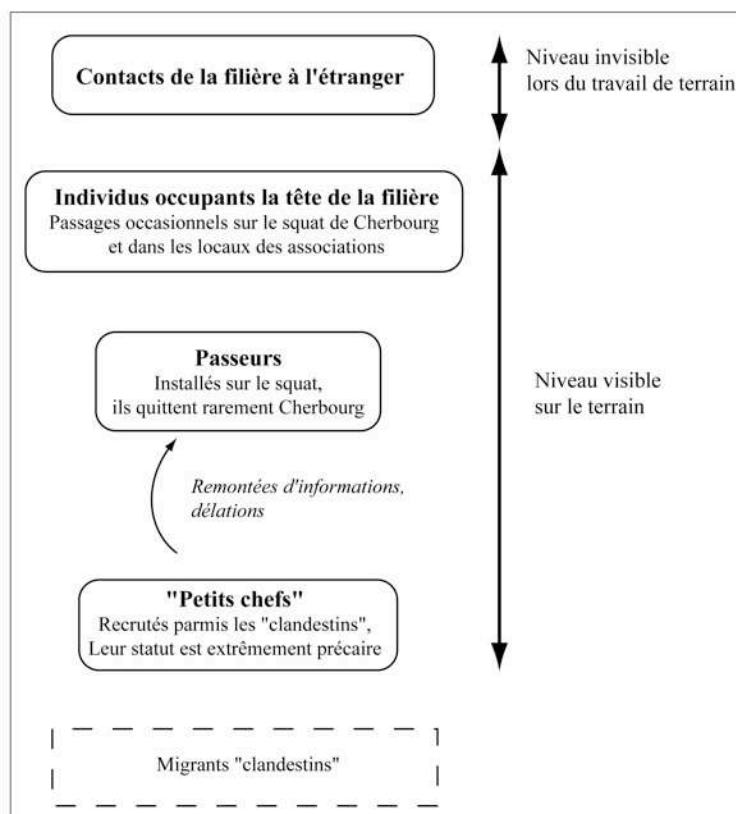 Contacts de la filière à l'étranger
Niveau invisible
lors du travail de terrain
Individus occupants la tête de la filière
Passages occasionnels sur le squat de Cherbourg
et dans les locaux des associations
Passeurs
Installés sur le squat,
ils quittent rarement Cherbourg
Niveau visible
sur le terrain
Remontées d'informations,
délations
"Petits chefs"
Recrutés parmis les "clandestins",
Leur statut est extrêmement précaire
Migrants "clandestins"